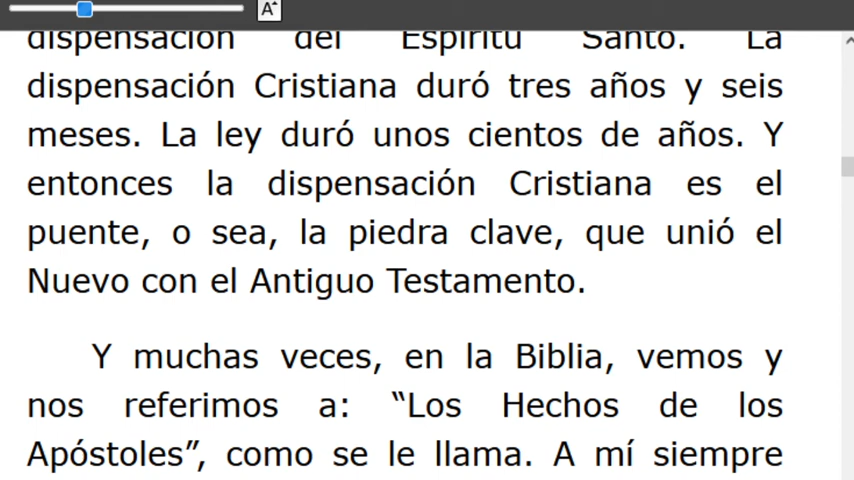 A
dispensación del Espíritu Santo. La
dispensación Cristiana duró tres años y seis
meses. La ley duró unos cientos de años. Y
entonces la dispensación Cristiana es el
puente, o sea, la piedra clave, que unió el
Nuevo con el Antiguo Testamento.
Y muchas veces, en la Biblia, vemos y
nos referimos a: “Los Hechos de los
Apóstoles”, como se le llama. A mí siempre